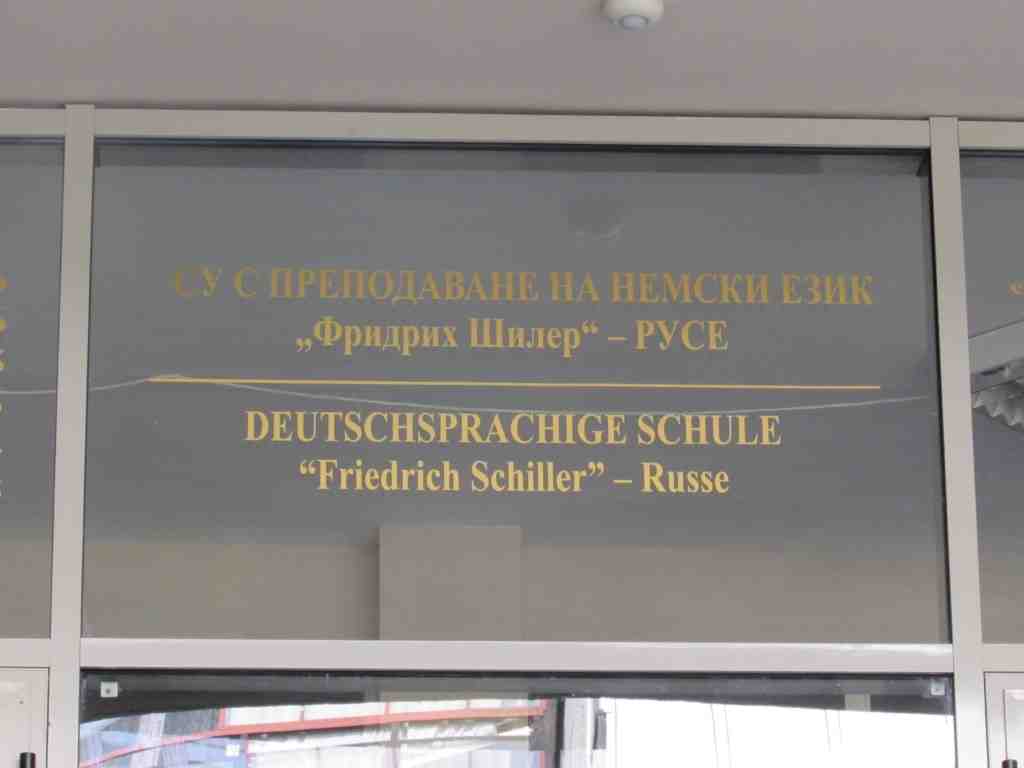 СУ С ПРЕПОДАВАНЕ НА НЕМСКИ ЕЗИК
„Фридрих Шилер“ – РУСЕ
DEUTSCHSPRACHIGE SCHULE
“Friedrich Schiller” – Russe